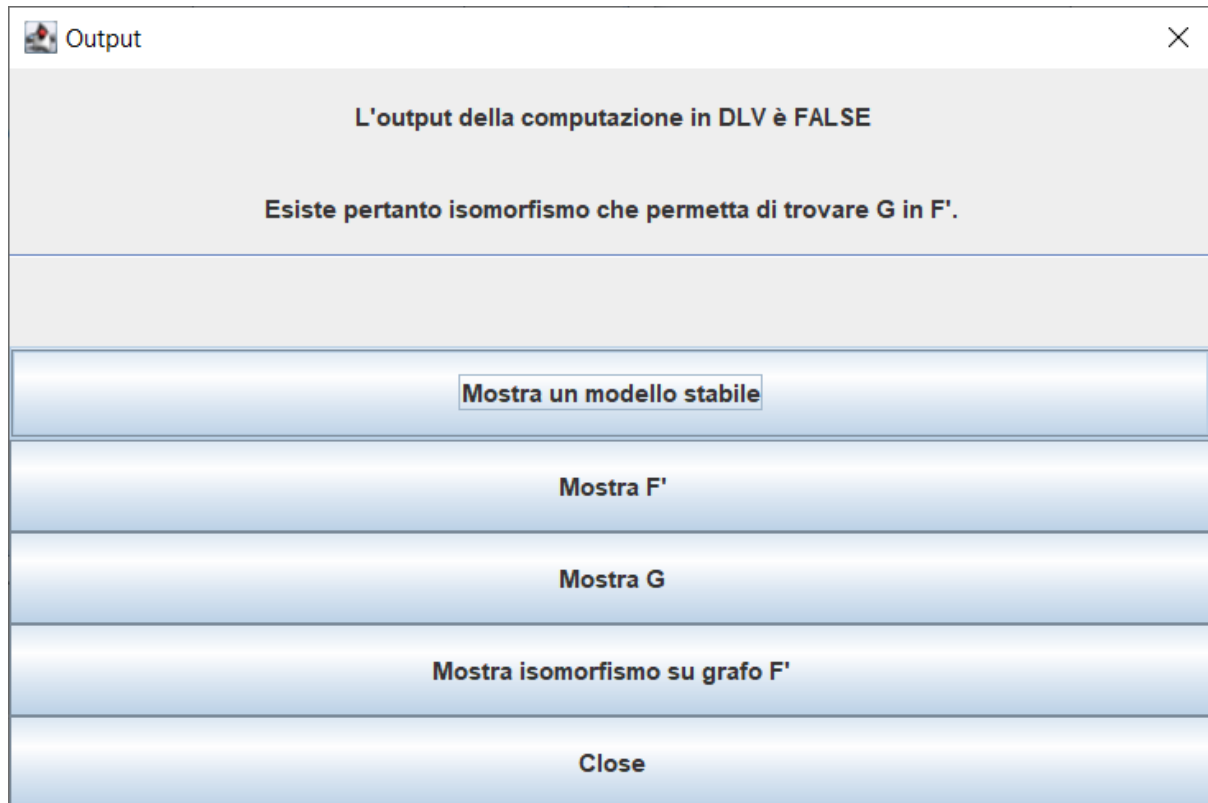 Output
L'output della computazione in DLV è FALSE
Esiste pertanto isomorfismo che permetta di trovare G in F'.
Mostra un modello stabile
Mostra F'
Mostra G
Mostra isomorfismo su grafo F'
Close